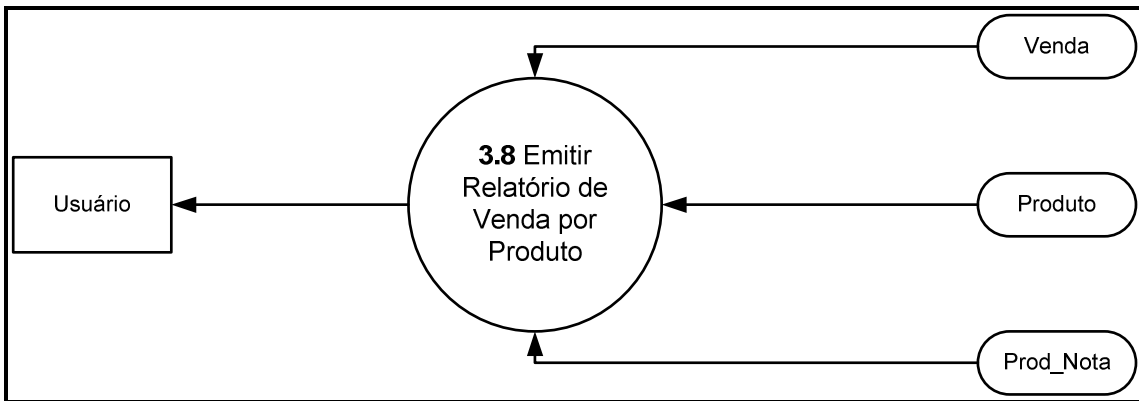 Venda
3.8 Emitir
Relatório de
Venda por
Produto
Usuário
Produto
Prod_Nota